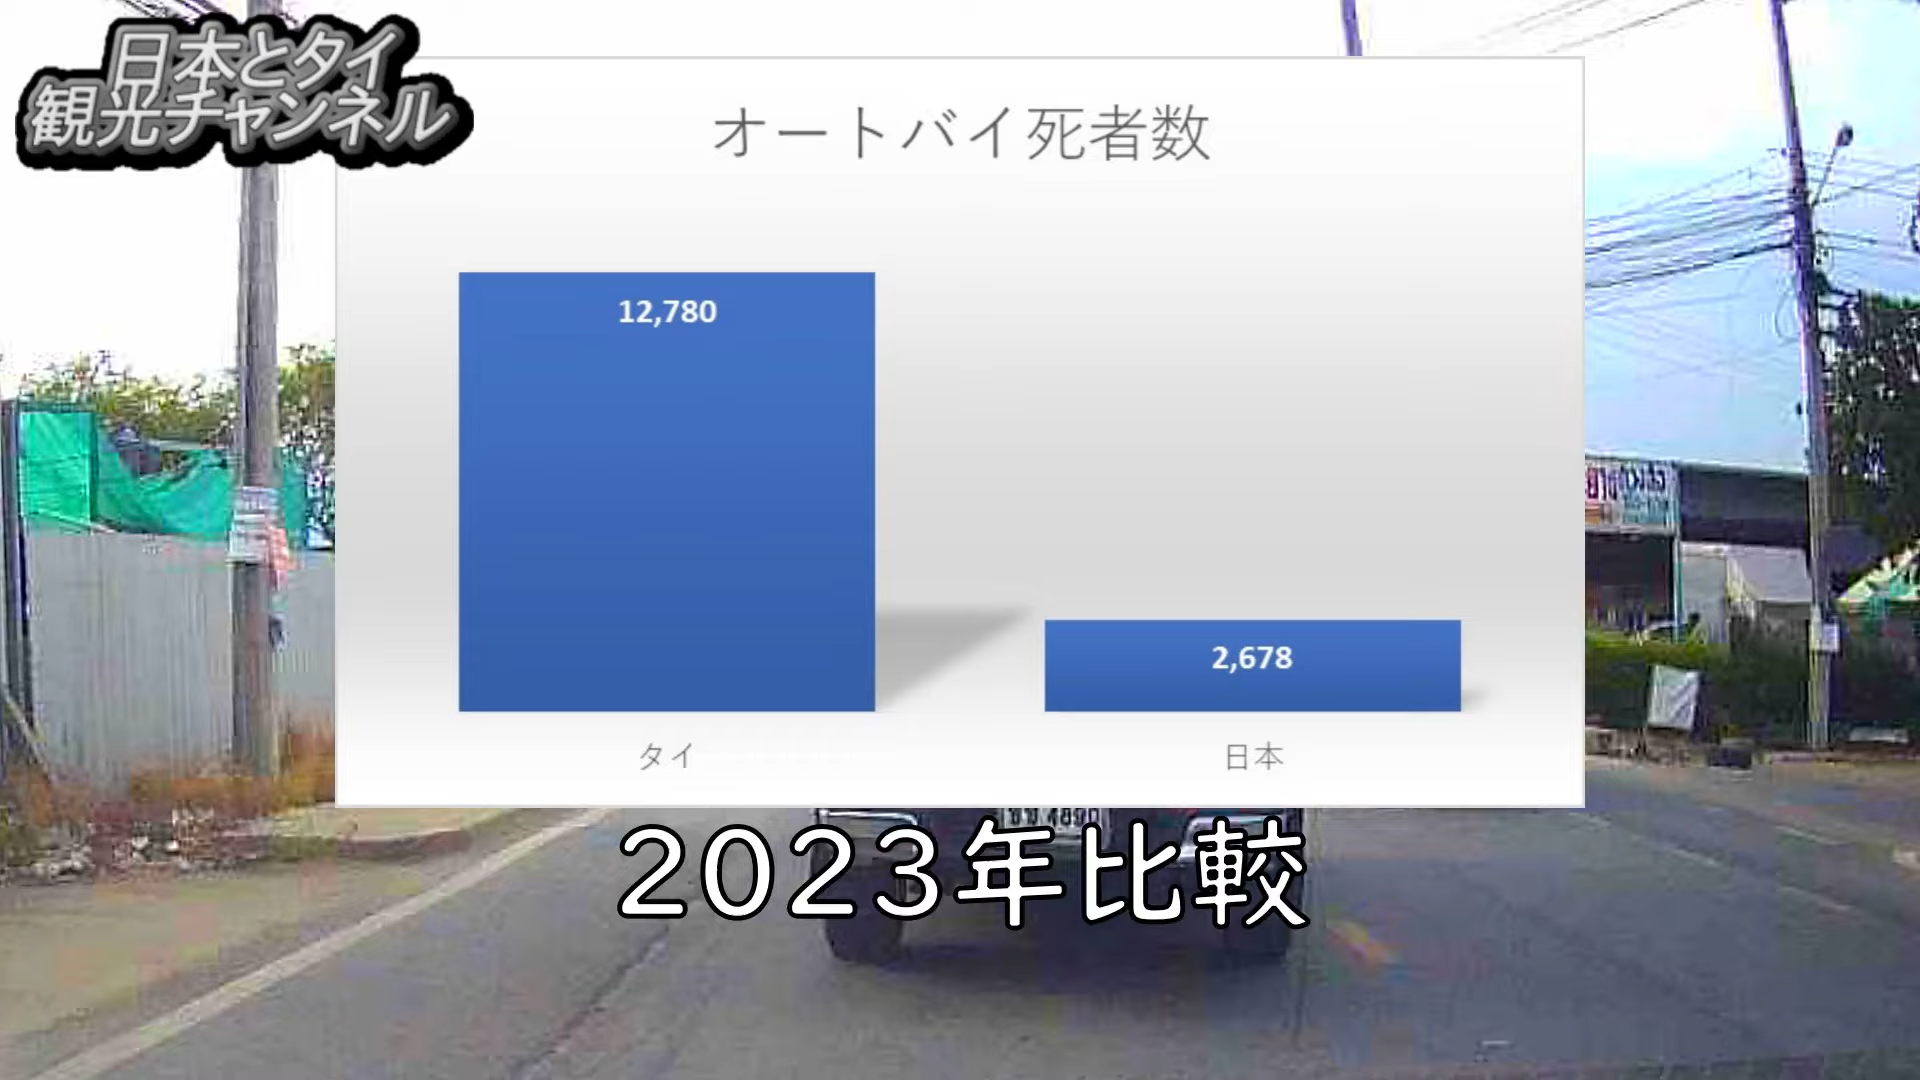 日本とタイ
観光チャンネル
オートバイ死者数
12,780
2,678
タイ
日本
2023年比較